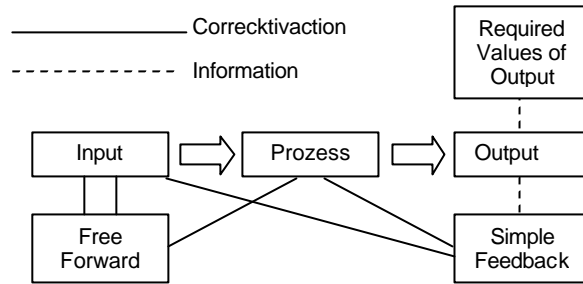 Correcktivaction
Information
Required
Values of
Output
Input
Prozess
Output
Free
Forward
Simple
Feedback